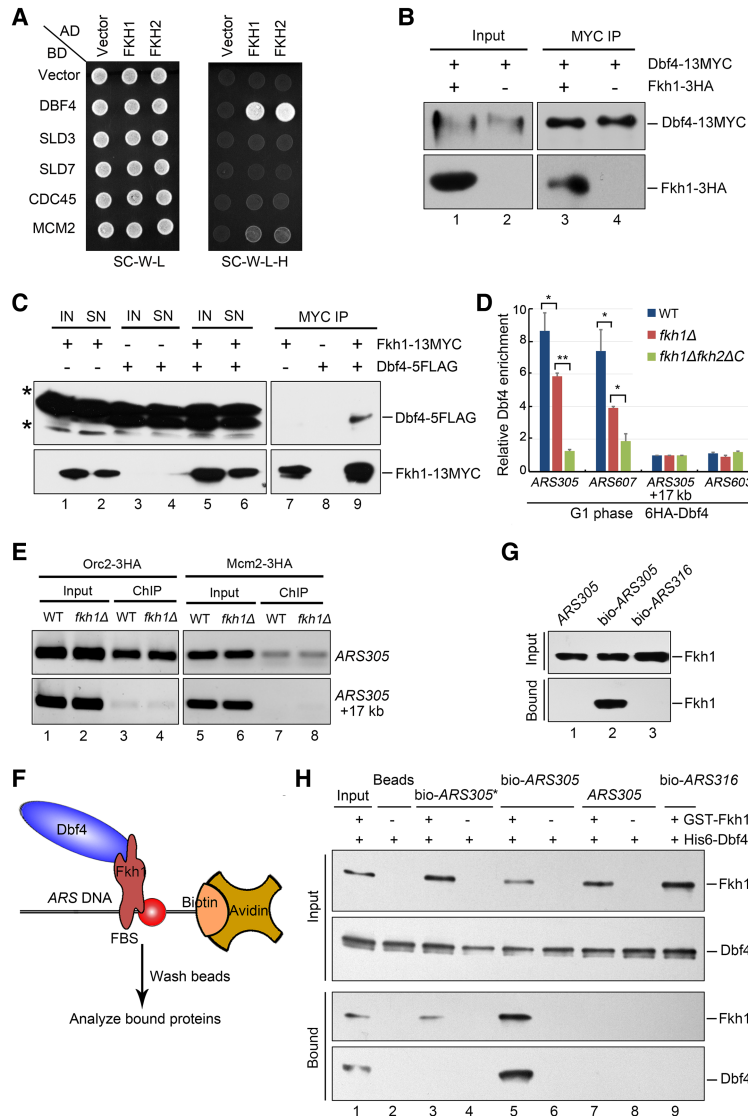 A
AD
BD
Vector
FKH1
FKH2
Vector
FKH1
FKH2
Vector
DBF4
SLD3
SLD7
CDC45
MCM2
SC-W-L
SC-W-L-H
B
Input
MYC IP
+ + + + Dbf4-13MYC
+ - + - Fkh1-3HA
Dbf4-13MYC
Fkh1-3HA
1 2 3 4
C
IN SN IN SN IN SN MYC IP
+ + - - + + + - + Fkh1-13MYC
- - + + + + - + + Dbf4-5FLAG
*
*
Dbf4-5FLAG
Fkh1-13MYC
1 2 3 4 5 6 7 8 9
D
Relative Dbf4 enrichment
10
8
6
4
2
0
* ** * *
WT
fkh1Δ
fkh1Δfkh2ΔC
ARS305 ARS607 ARS305 ARS603
+17 kb
G1 phase 6HA-Dbf4
E
Orc2-3HA Mcm2-3HA
Input ChIP Input ChIP
WT fkh1Δ WT fkh1Δ WT fkh1Δ WT fkh1Δ
ARS305
ARS305
+17 kb
1 2 3 4 5 6 7 8
G
ARS305
bio-ARS305
bio-ARS316
Input
Fkh1
Bound
Fkh1
1 2 3
F
Dbf4
Fkh1
ARS DNA
Biotin
Avidin
FBS
Wash beads
Analyze bound proteins
H
Beads bio-ARS305 bio-ARS316
Input bio-ARS305* ARS305
+ - + - + - + - + GST-Fkh1
+ + + + + + + + + His6-Dbf4
Input
Fkh1
Dbf4
Bound
Fkh1
Dbf4
1 2 3 4 5 6 7 8 9